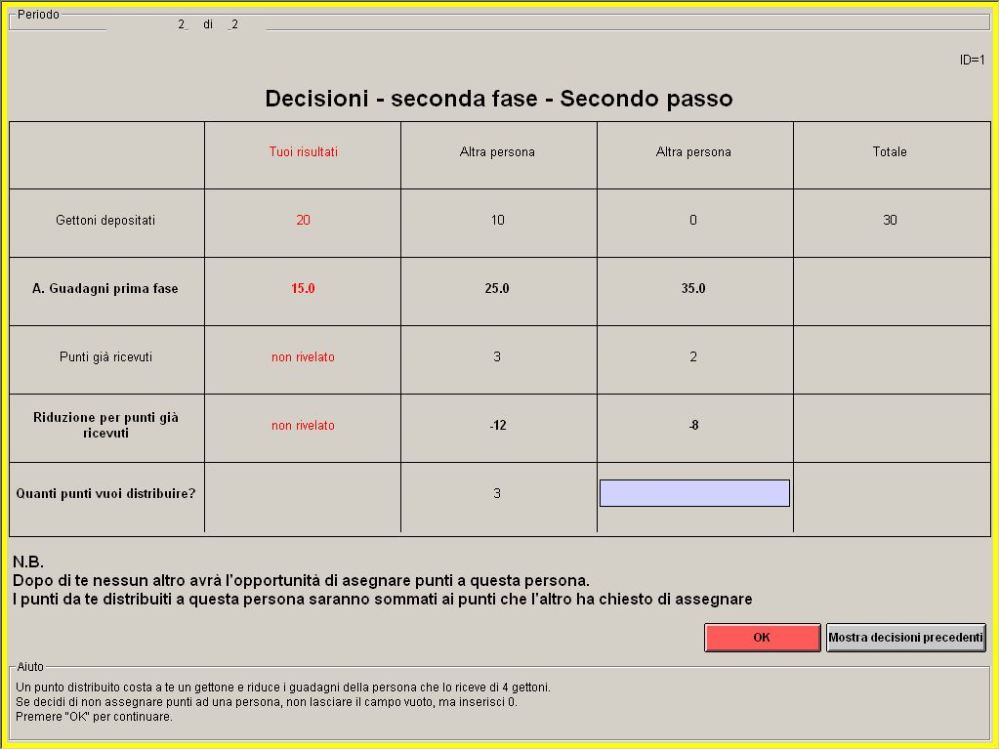 Periodo
2 di 2
ID=1
Decisioni - seconda fase - Secondo passo
Tuoi risultati Altra persona Altra persona Totale
Gettoni depositati 20 10 0 30
A. Guadagni prima fase 15.0 25.0 35.0
Punti già ricevuti non rivelato 3 2
Riduzione per punti già
ricevuti non rivelato -12 -8
Quanti punti vuoi distribuire? 3
N.B.
Dopo di te nessun altro avrà l'opportunità di asegnare punti a questa persona.
I punti da te distribuiti a questa persona saranno sommati ai punti che l'altro ha chiesto di assegnare
OK Mostra decisioni precedenti
Aiuto
Un punto distribuito costa a te un gettone e riduce i guadagni della persona che lo riceve di 4 gettoni.
Se decidi di non assegnare punti ad una persona, non lasciare il campo vuoto, ma inserisci 0.
Premere "OK" per continuare.